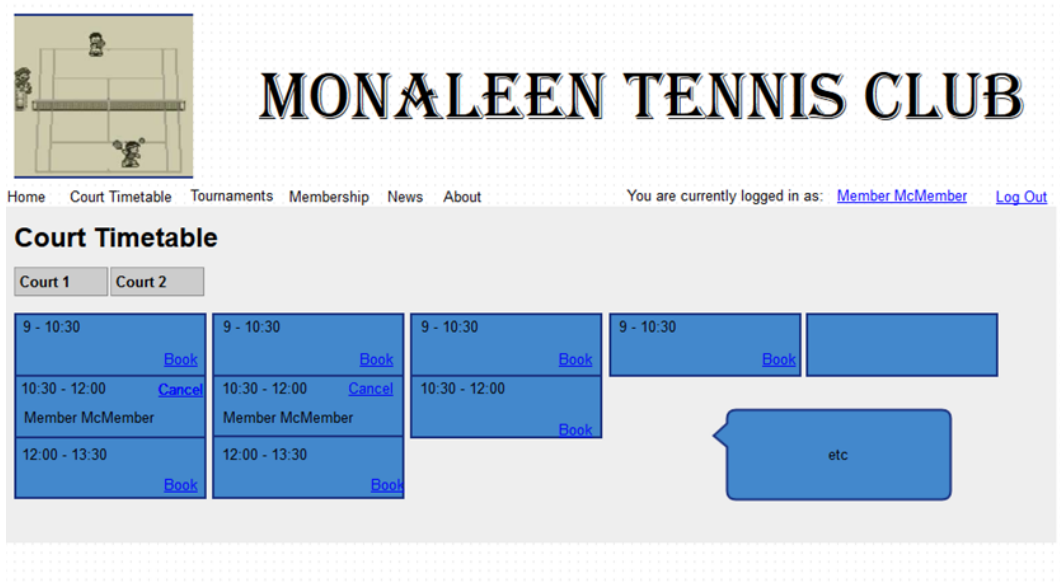 MONALEEN TENNIS CLUB
Home Court Timetable Tournaments Membership News About You are currently logged in as: Member McMember Log Out
Court Timetable
Court 1 Court 2
9 - 10:30 9 - 10:30 9 - 10:30 9 - 10:30
Book Book Book Book
10:30 - 12:00 Cancel 10:30 - 12:00 Cancel 10:30 - 12:00
Member McMember Member McMember
Book
12:00 - 13:30 12:00 - 13:30 etc
Book Book